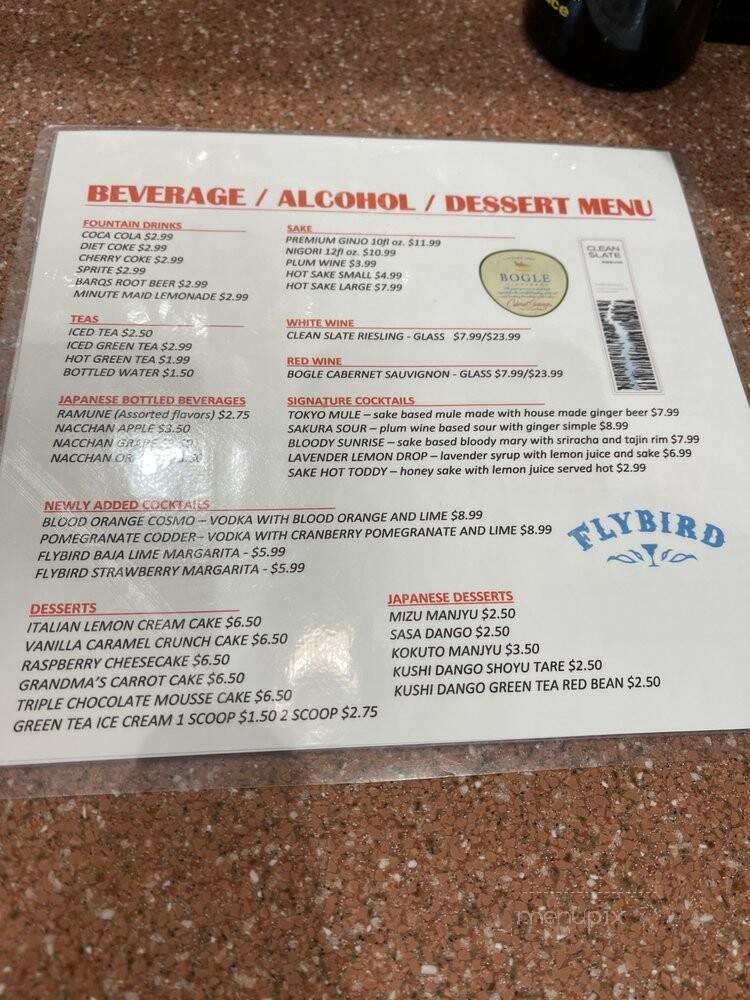 BEVERAGE / ALCOHOL / DESSERT MENU
FOUNTAIN DRINKS
COCA COLA $2.99
DIET COKE $2.99
CHERRY COKE $2.99
SPRITE $2.99
BARQS ROOT BEER $2.99
MINUTE MAID LEMONADE $2.99
TEAS
ICED TEA $2.50
ICED GREEN TEA $2.99
HOT GREEN TEA $1.99
BOTTLED WATER $1.50
JAPANESE BOTTLED BEVERAGES
RAMUNE (Assorted flavors) $2.75
NACCHAN APPLE $3.50
NACCHAN
NACCHAN
SAKE
PREMIUM GINJO 10fl oz. $11.99
NIGORI 12fl oz. $10.99
PLUM WINE $3.99
HOT SAKE SMALL $4.99
HOT SAKE LARGE $7.99
WHITE WINE
CLEAN SLATE RIESLING - GLASS $7.99/$23.99
RED WINE
BOGLE CABERNET SAUVIGNON - GLASS $7.99/$23.99
SIGNATURE COCKTAILS
TOKYO MULE – sake based mule made with house made ginger beer $7.99
SAKURA SOUR – plum wine based sour with ginger simple $8.99
BLOODY SUNRISE – sake based bloody mary with sriracha and tajin rim $7.99
LAVENDER LEMON DROP – lavender syrup with lemon juice and sake $6.99
SAKE HOT TODDY – honey sake with lemon juice served hot $2.99
BOGLE
CLEAN
SLATE
NEWLY ADDED COCKTAILS
BLOOD ORANGE COSMO – VODKA WITH BLOOD ORANGE AND LIME $8.99
POMEGRANATE CODDER– VODKA WITH CRANBERRY POMEGRANATE AND LIME $8.99
FLYBIRD BAJA LIME MARGARITA - $5.99
FLYBIRD STRAWBERRY MARGARITA - $5.99
FLYBIRD
DESSERTS
ITALIAN LEMON CREAM CAKE $6.50
VANILLA CARAMEL CRUNCH CAKE $6.50
RASPBERRY CHEESECAKE $6.50
GRANDMA'S CARROT CAKE $6.50
TRIPLE CHOCOLATE MOUSSE CAKE $6.50
GREEN TEA ICE CREAM 1 SCOOP $1.50 2 SCOOP $2.75
JAPANESE DESSERTS
MIZU MANJYU $2.50
SASA DANGO $2.50
KOKUTO MANJYU $3.50
KUSHI DANGO SHOYU TARE $2.50
KUSHI DANGO GREEN TEA RED BEAN $2.50
menupix